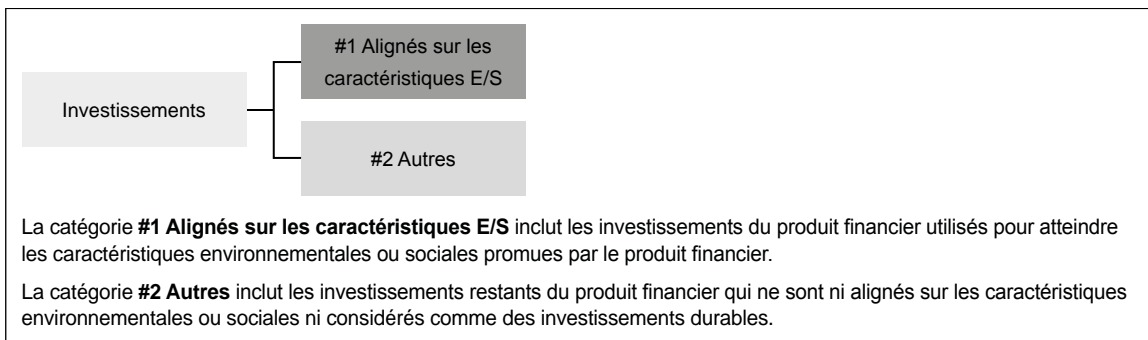 #1 Alignés sur les
caractéristiques E/S
Investissements
#2 Autres
La catégorie #1 Alignés sur les caractéristiques E/S inclut les investissements du produit financier utilisés pour atteindre
les caractéristiques environnementales ou sociales promues par le produit financier.
La catégorie #2 Autres inclut les investissements restants du produit financier qui ne sont ni alignés sur les caractéristiques
environnementales ou sociales ni considérés comme des investissements durables.